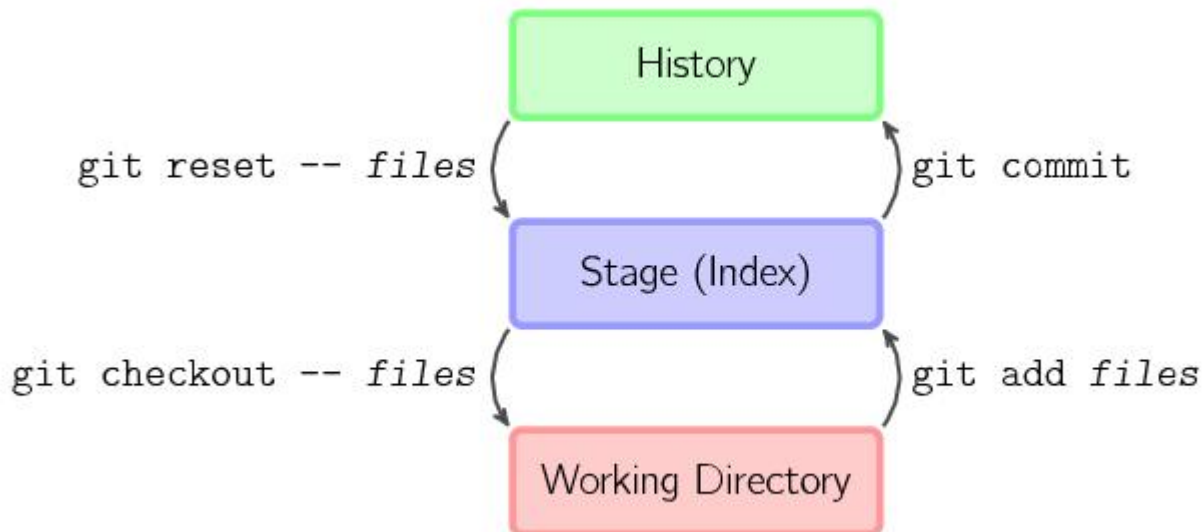 History
git reset -- files
git commit
Stage (Index)
git checkout -- files
git add files
Working Directory